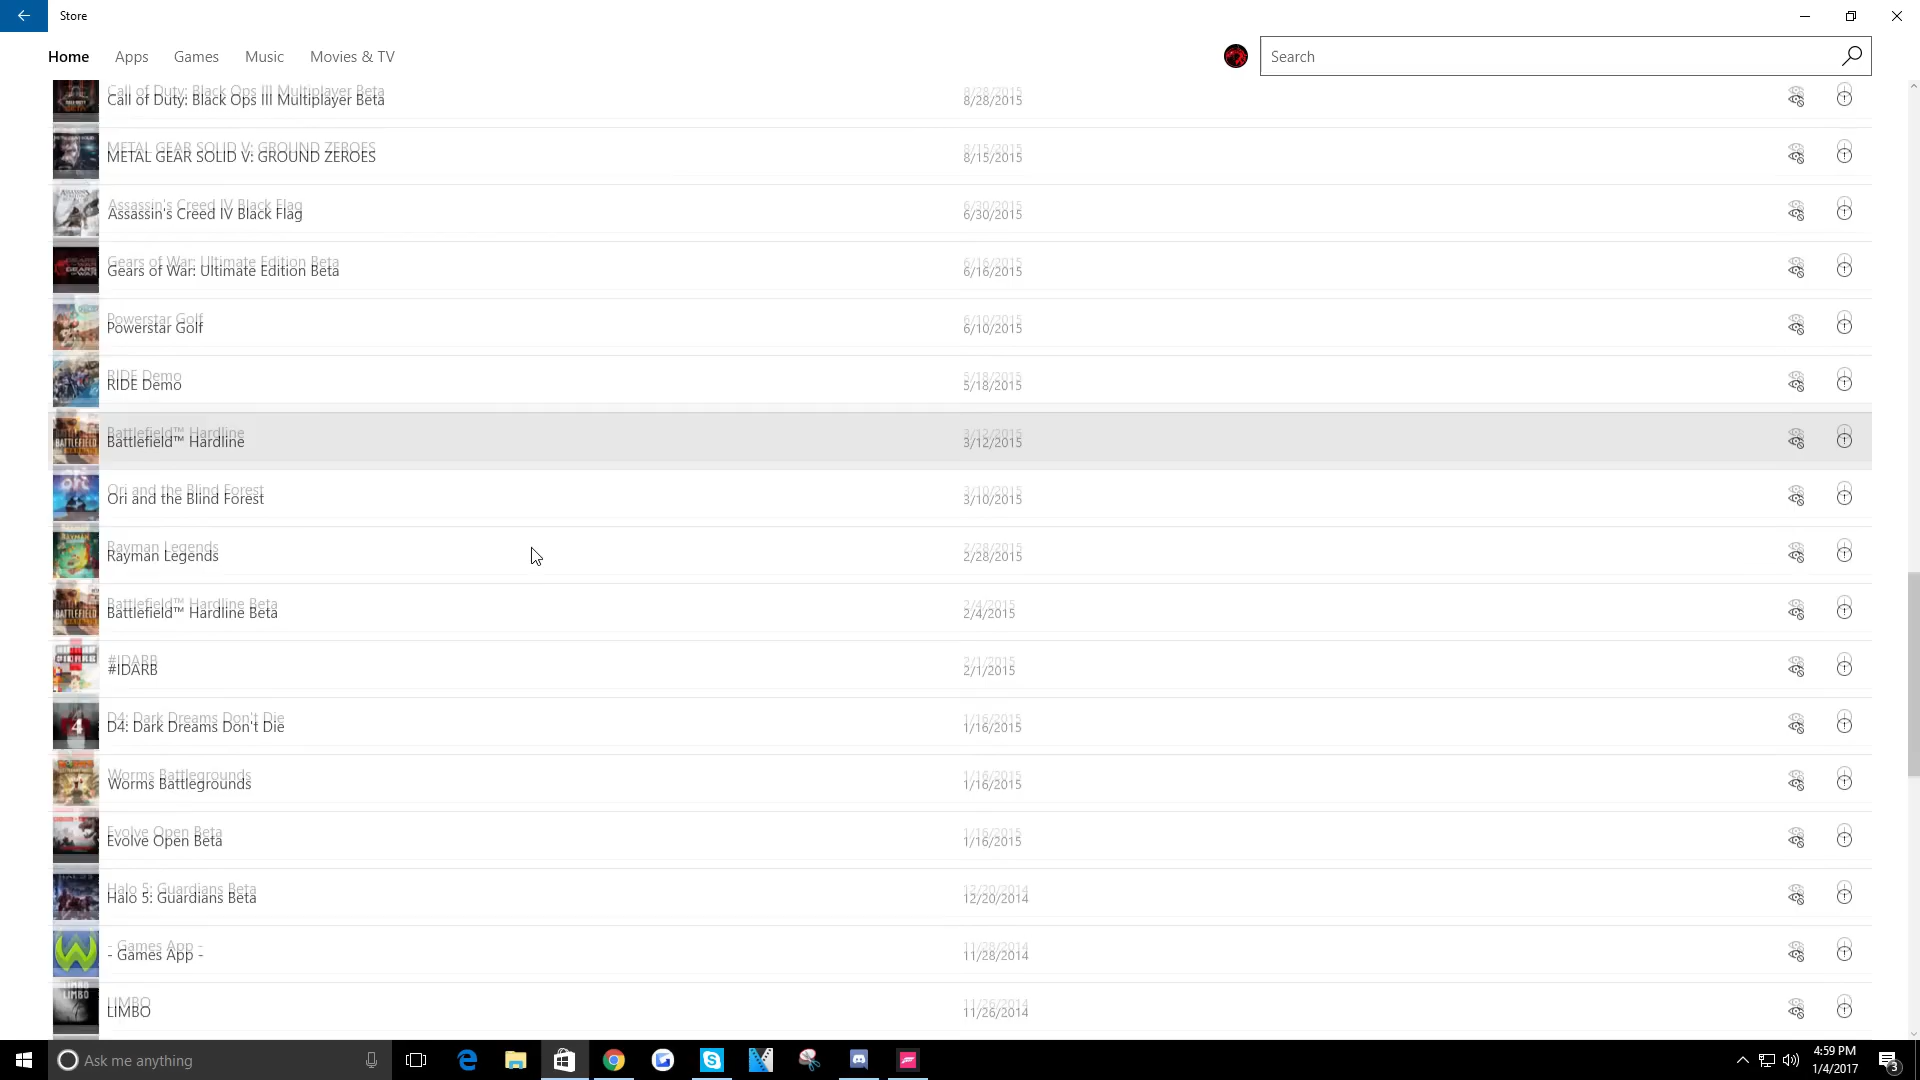 Store
Home Apps Games Music Movies & TV Search
Call of Duty: Black Ops III Multiplayer Beta 8/28/2015
METAL GEAR SOLID V: GROUND ZEROES 8/15/2015
Assassin's Creed IV Black Flag 6/30/2015
Gears of War: Ultimate Edition Beta 6/16/2015
Powerstar Golf 6/10/2015
RIDE Demo 5/18/2015
Battlefield™ Hardline 3/12/2015
Ori and the Blind Forest 3/10/2015
Rayman Legends 2/28/2015
Battlefield™ Hardline Beta 2/4/2015
#IDARB 2/1/2015
D4: Dark Dreams Don't Die 1/16/2015
Worms Battlegrounds 1/16/2015
Evolve Open Beta 1/16/2015
Halo 5: Guardians Beta 12/20/2014
- Games App - 11/28/2014
LIMBO 11/26/2014
Ask me anything
4:59 PM
1/4/2017
3